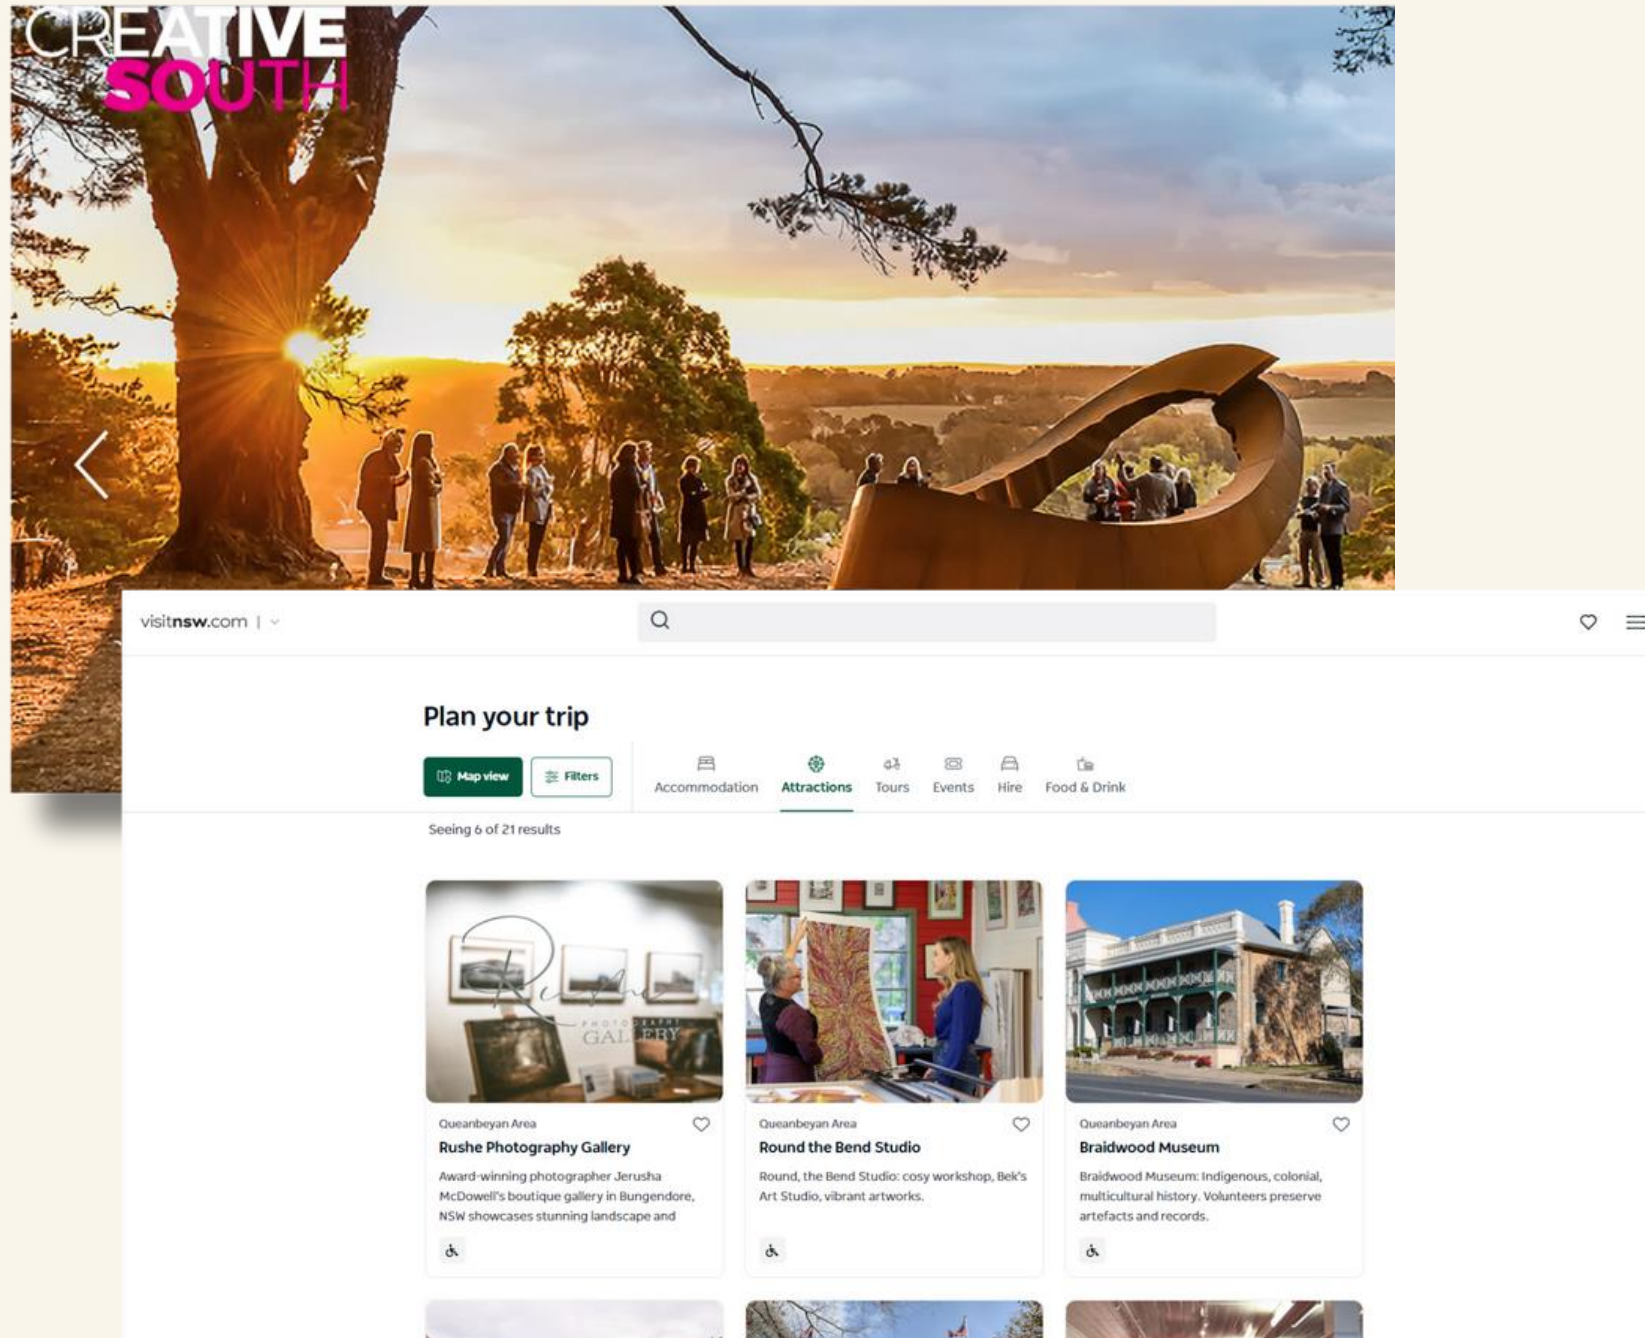 CREATIVE
SOUTH
visitnsw.com |
Plan your trip
Map view
Filters
Accommodation
Attractions
Tours
Events
Hire
Food & Drink
Seeing 6 of 21 results
Rushe
PHOTOGRAPHY
GALLERY
Queanbeyan Area
Rushe Photography Gallery
Award-winning photographer Jerusha
McDowell's boutique gallery in Bungendore,
NSW showcases stunning landscape and
Queanbeyan Area
Round the Bend Studio
Round, the Bend Studio: cosy workshop, Bek's
Art Studio, vibrant artworks.
Queanbeyan Area
Braidwood Museum
Braidwood Museum: Indigenous, colonial,
multicultural history. Volunteers preserve
artefacts and records.